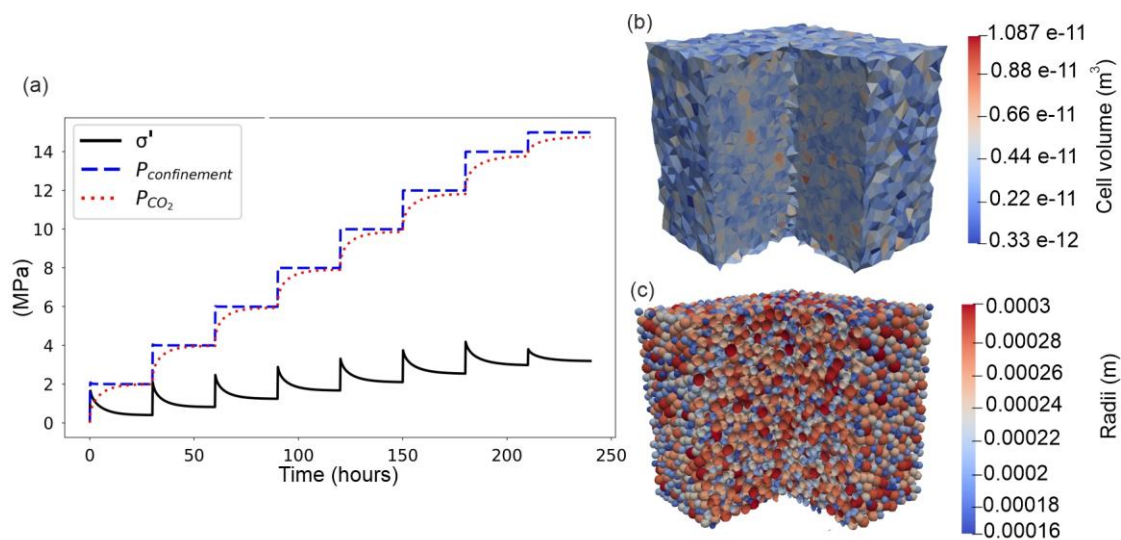 (a)
σ'
P_confinement
P_CO₂
14
12
10
8
6
4
2
0
(MPa)
0 50 100 150 200 250
Time (hours)
(b)
1.087 e-11
0.88 e-11
0.66 e-11
0.44 e-11
0.22 e-11
0.33 e-12
Cell volume (m³)
(c)
0.0003
0.00028
0.00026
0.00024
0.00022
0.0002
0.00018
0.00016
Radii (m)